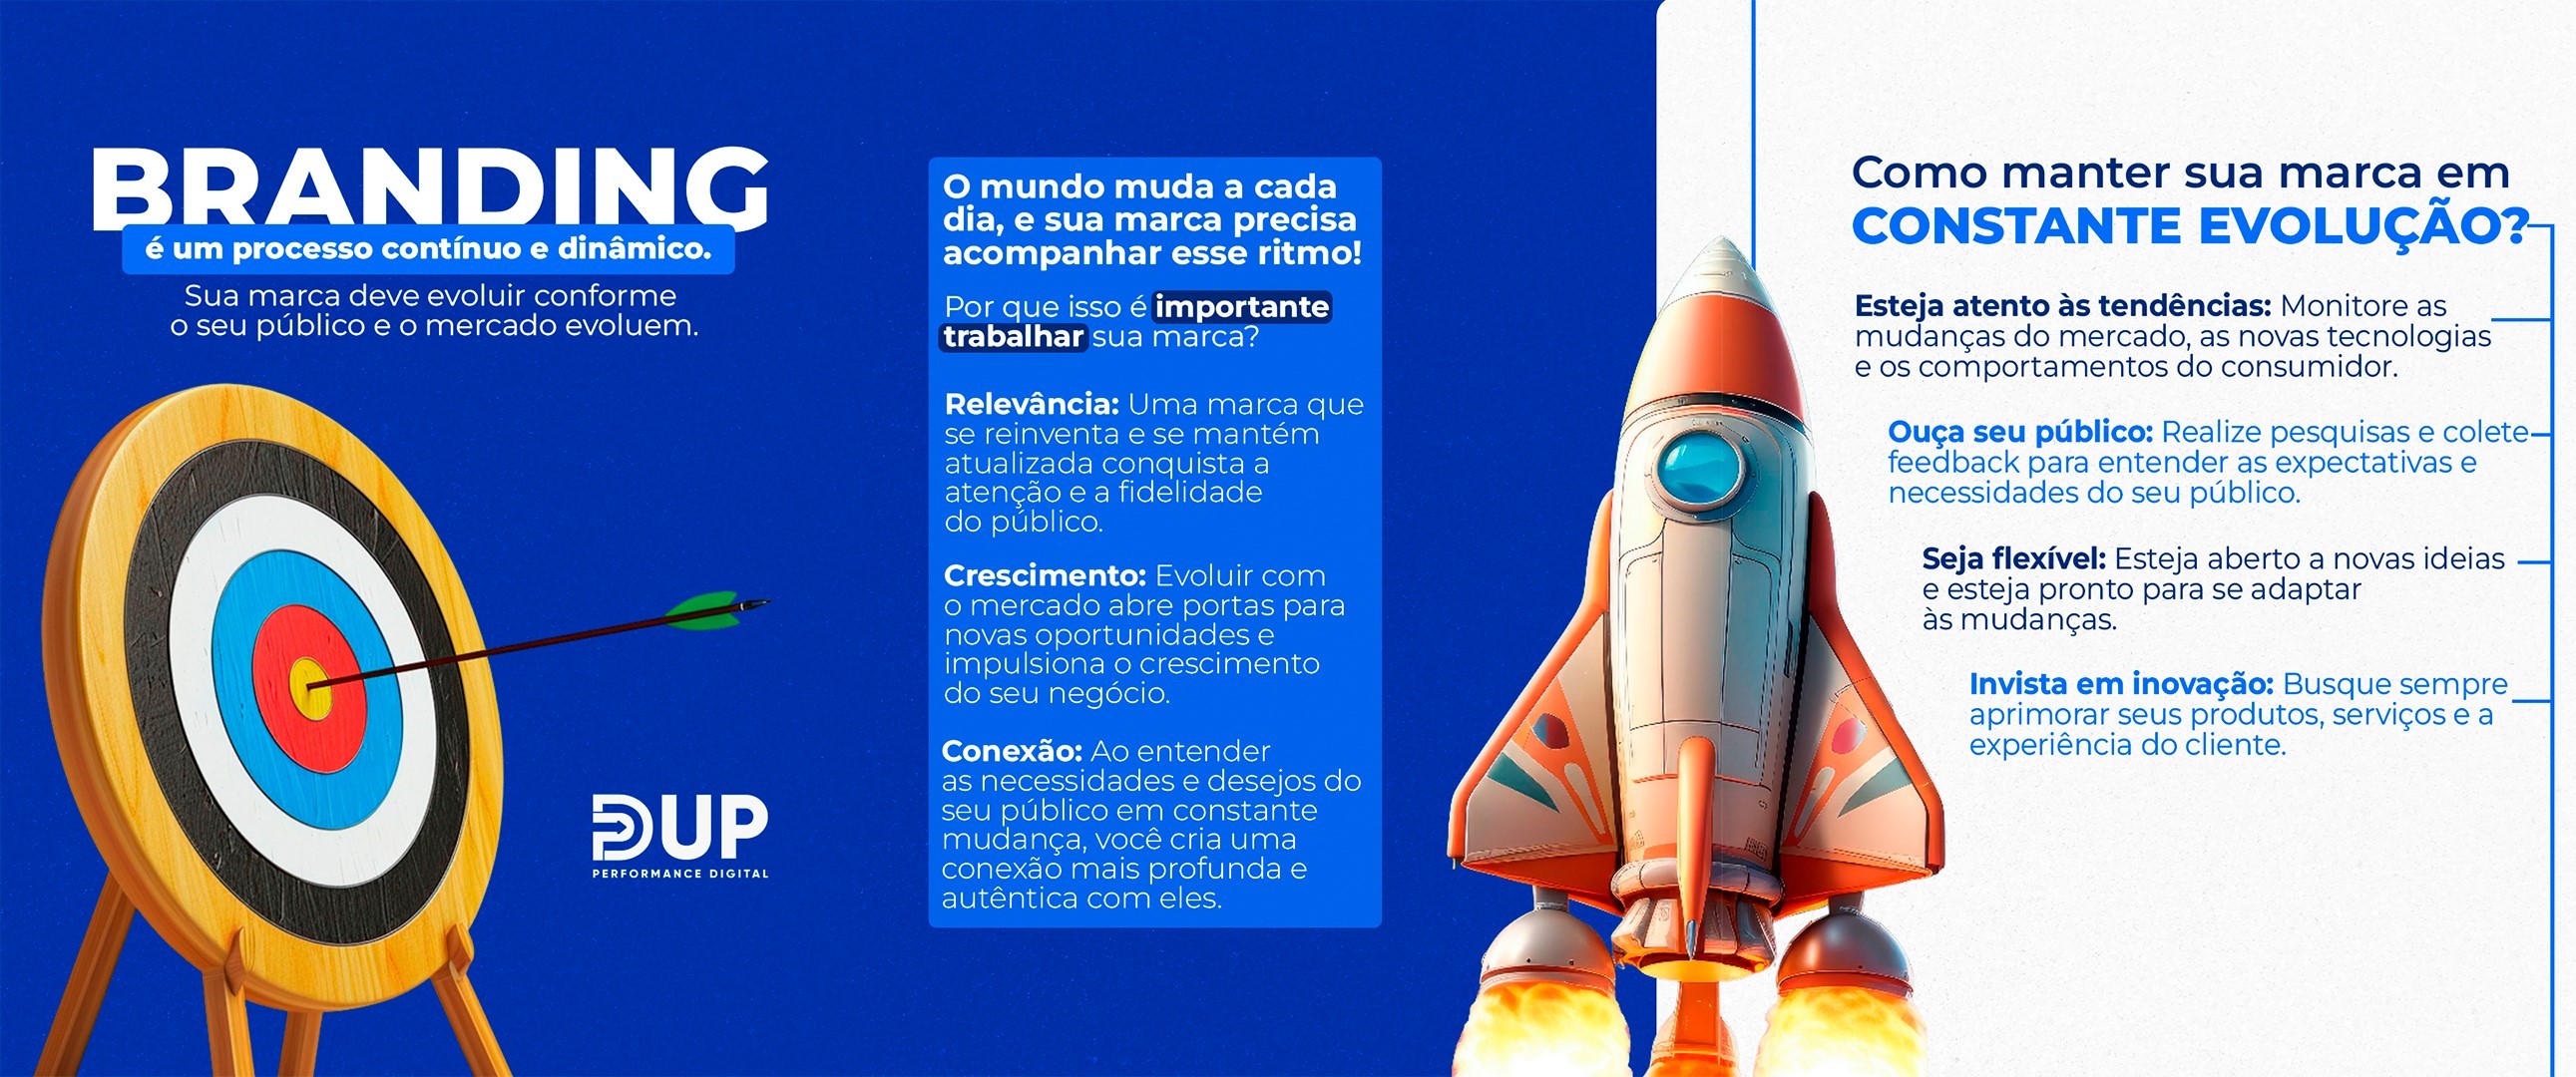 BRANDING
é um processo contínuo e dinâmico.
Sua marca deve evoluir conforme
o seu público e o mercado evoluem.
DUP
PERFORMANCE DIGITAL
O mundo muda a cada
dia, e sua marca precisa
acompanhar esse ritmo!
Por que isso é importante
trabalhar sua marca?
Relevância: Uma marca que
se reinventa e se mantém
atualizada conquista a
atenção e a fidelidade
do público.
Crescimento: Evoluir com
o mercado abre portas para
novas oportunidades e
impulsiona o crescimento
do seu negócio.
Conexão: Ao entender
as necessidades e desejos do
seu público em constante
mudança, você cria uma
conexão mais profunda e
autêntica com eles.
Como manter sua marca em
CONSTANTE EVOLUÇÃO?
Esteja atento às tendências: Monitore as
mudanças do mercado, as novas tecnologias
e os comportamentos do consumidor.
Ouça seu público: Realize pesquisas e colete
feedback para entender as expectativas e
necessidades do seu público.
Seja flexível: Esteja aberto a novas ideias
e esteja pronto para se adaptar
às mudanças.
Invista em inovação: Busque sempre
aprimorar seus produtos, serviços e a
experiência do cliente.